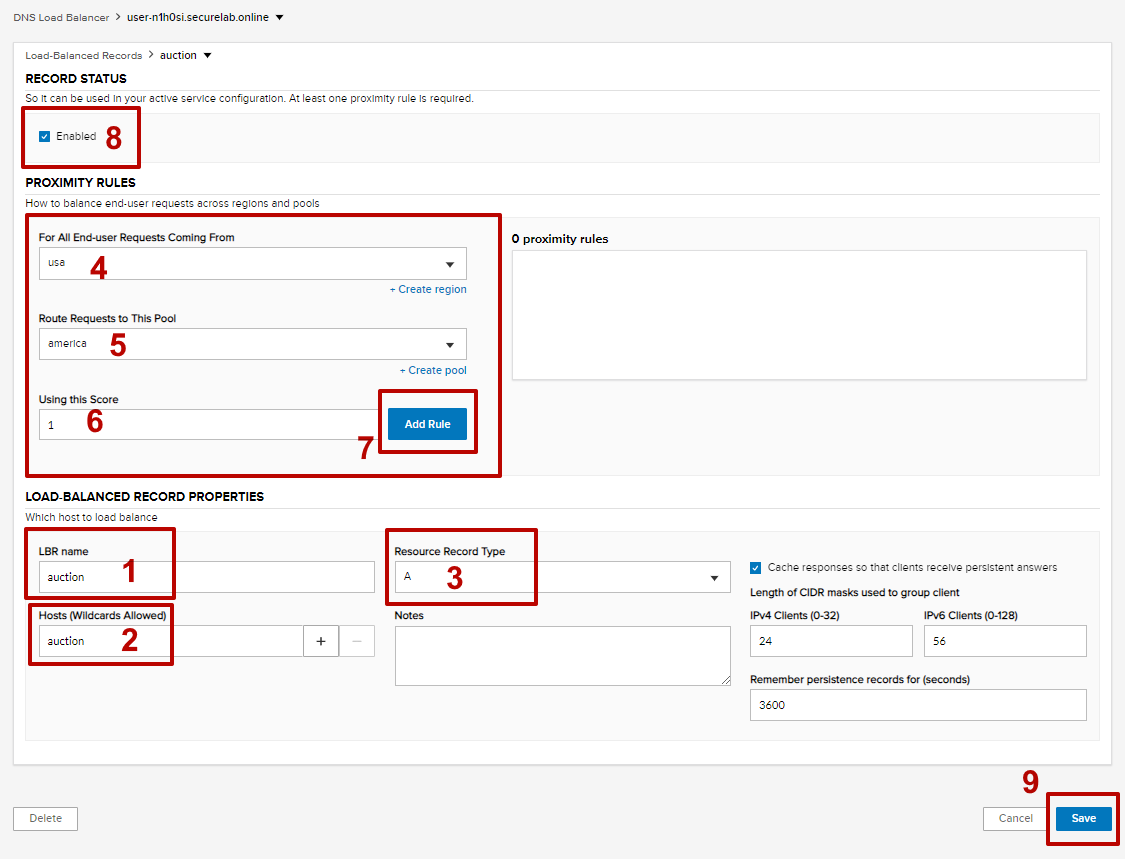 DNS Load Balancer > user-n1h0si.securelab.online
Load-Balanced Records > auction
RECORD STATUS
So it can be used in your active service configuration. At least one proximity rule is required.
Enabled 8
PROXIMITY RULES
How to balance end-user requests across regions and pools
For All End-user Requests Coming From
usa 4
+ Create region
Route Requests to This Pool
america 5
+ Create pool
Using this Score
1 6
7 Add Rule
0 proximity rules
LOAD-BALANCED RECORD PROPERTIES
Which host to load balance
LBR name
auction 1
Hosts (Wildcards Allowed)
auction 2 + −
Resource Record Type
A 3
Notes
Cache responses so that clients receive persistent answers
Length of CIDR masks used to group client
IPv4 Clients (0-32) IPv6 Clients (0-128)
24 56
Remember persistence records for (seconds)
3600
9
Delete Cancel Save